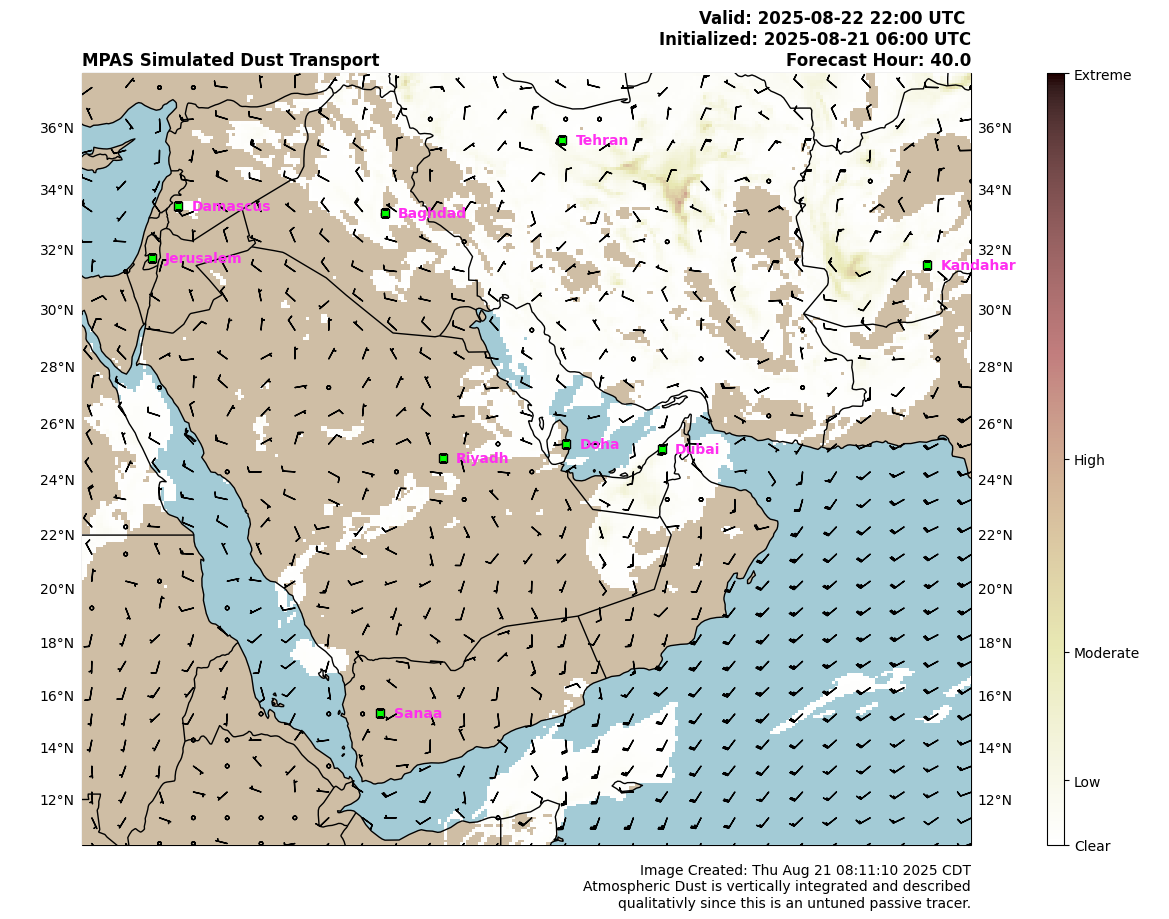 Valid: 2025-08-22 22:00 UTC
Initialized: 2025-08-21 06:00 UTC
MPAS Simulated Dust Transport Forecast Hour: 40.0
Extreme
36°N 36°N
Tehran
34°N 34°N
Damascus
Baghdad
32°N 32°N
Jerusalem
Kandahar
30°N 30°N
28°N 28°N
26°N 26°N
Doha
Dubai
Riyadh
High
24°N 24°N
22°N 22°N
20°N 20°N
18°N 18°N
Moderate
16°N 16°N
Sanaa
14°N 14°N
Low
12°N 12°N
Clear
Image Created: Thu Aug 21 08:11:10 2025 CDT
Atmospheric Dust is vertically integrated and described
qualitativly since this is an untuned passive tracer.